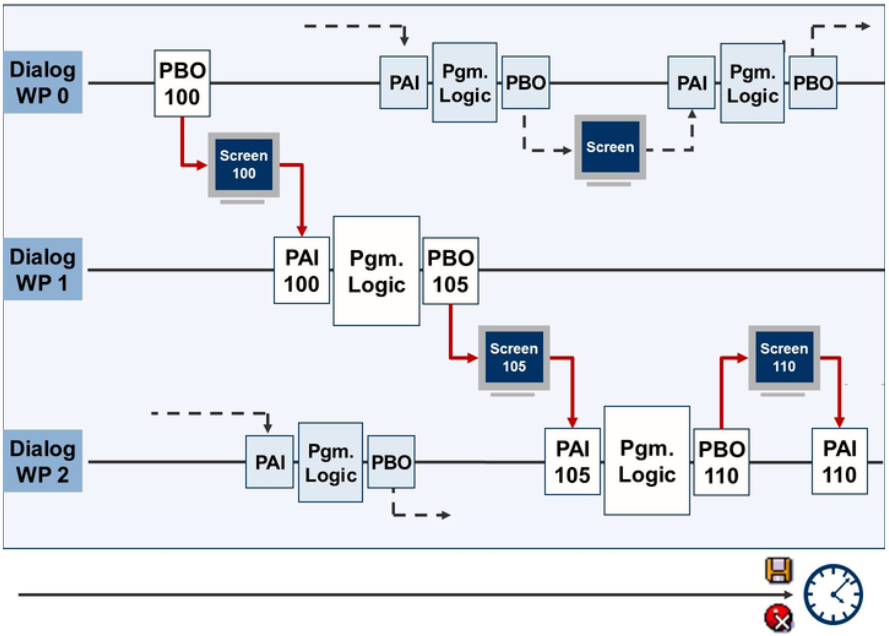 Dialog
WP 0
PBO
100
PAI
Pgm.
Logic
PBO
PAI
Pgm.
Logic
PBO
Screen
100
Screen
Dialog
WP 1
PAI
100
Pgm.
Logic
PBO
105
Screen
105
Screen
110
Dialog
WP 2
PAI
Pgm.
Logic
PBO
PAI
105
Pgm.
Logic
PBO
110
PAI
110